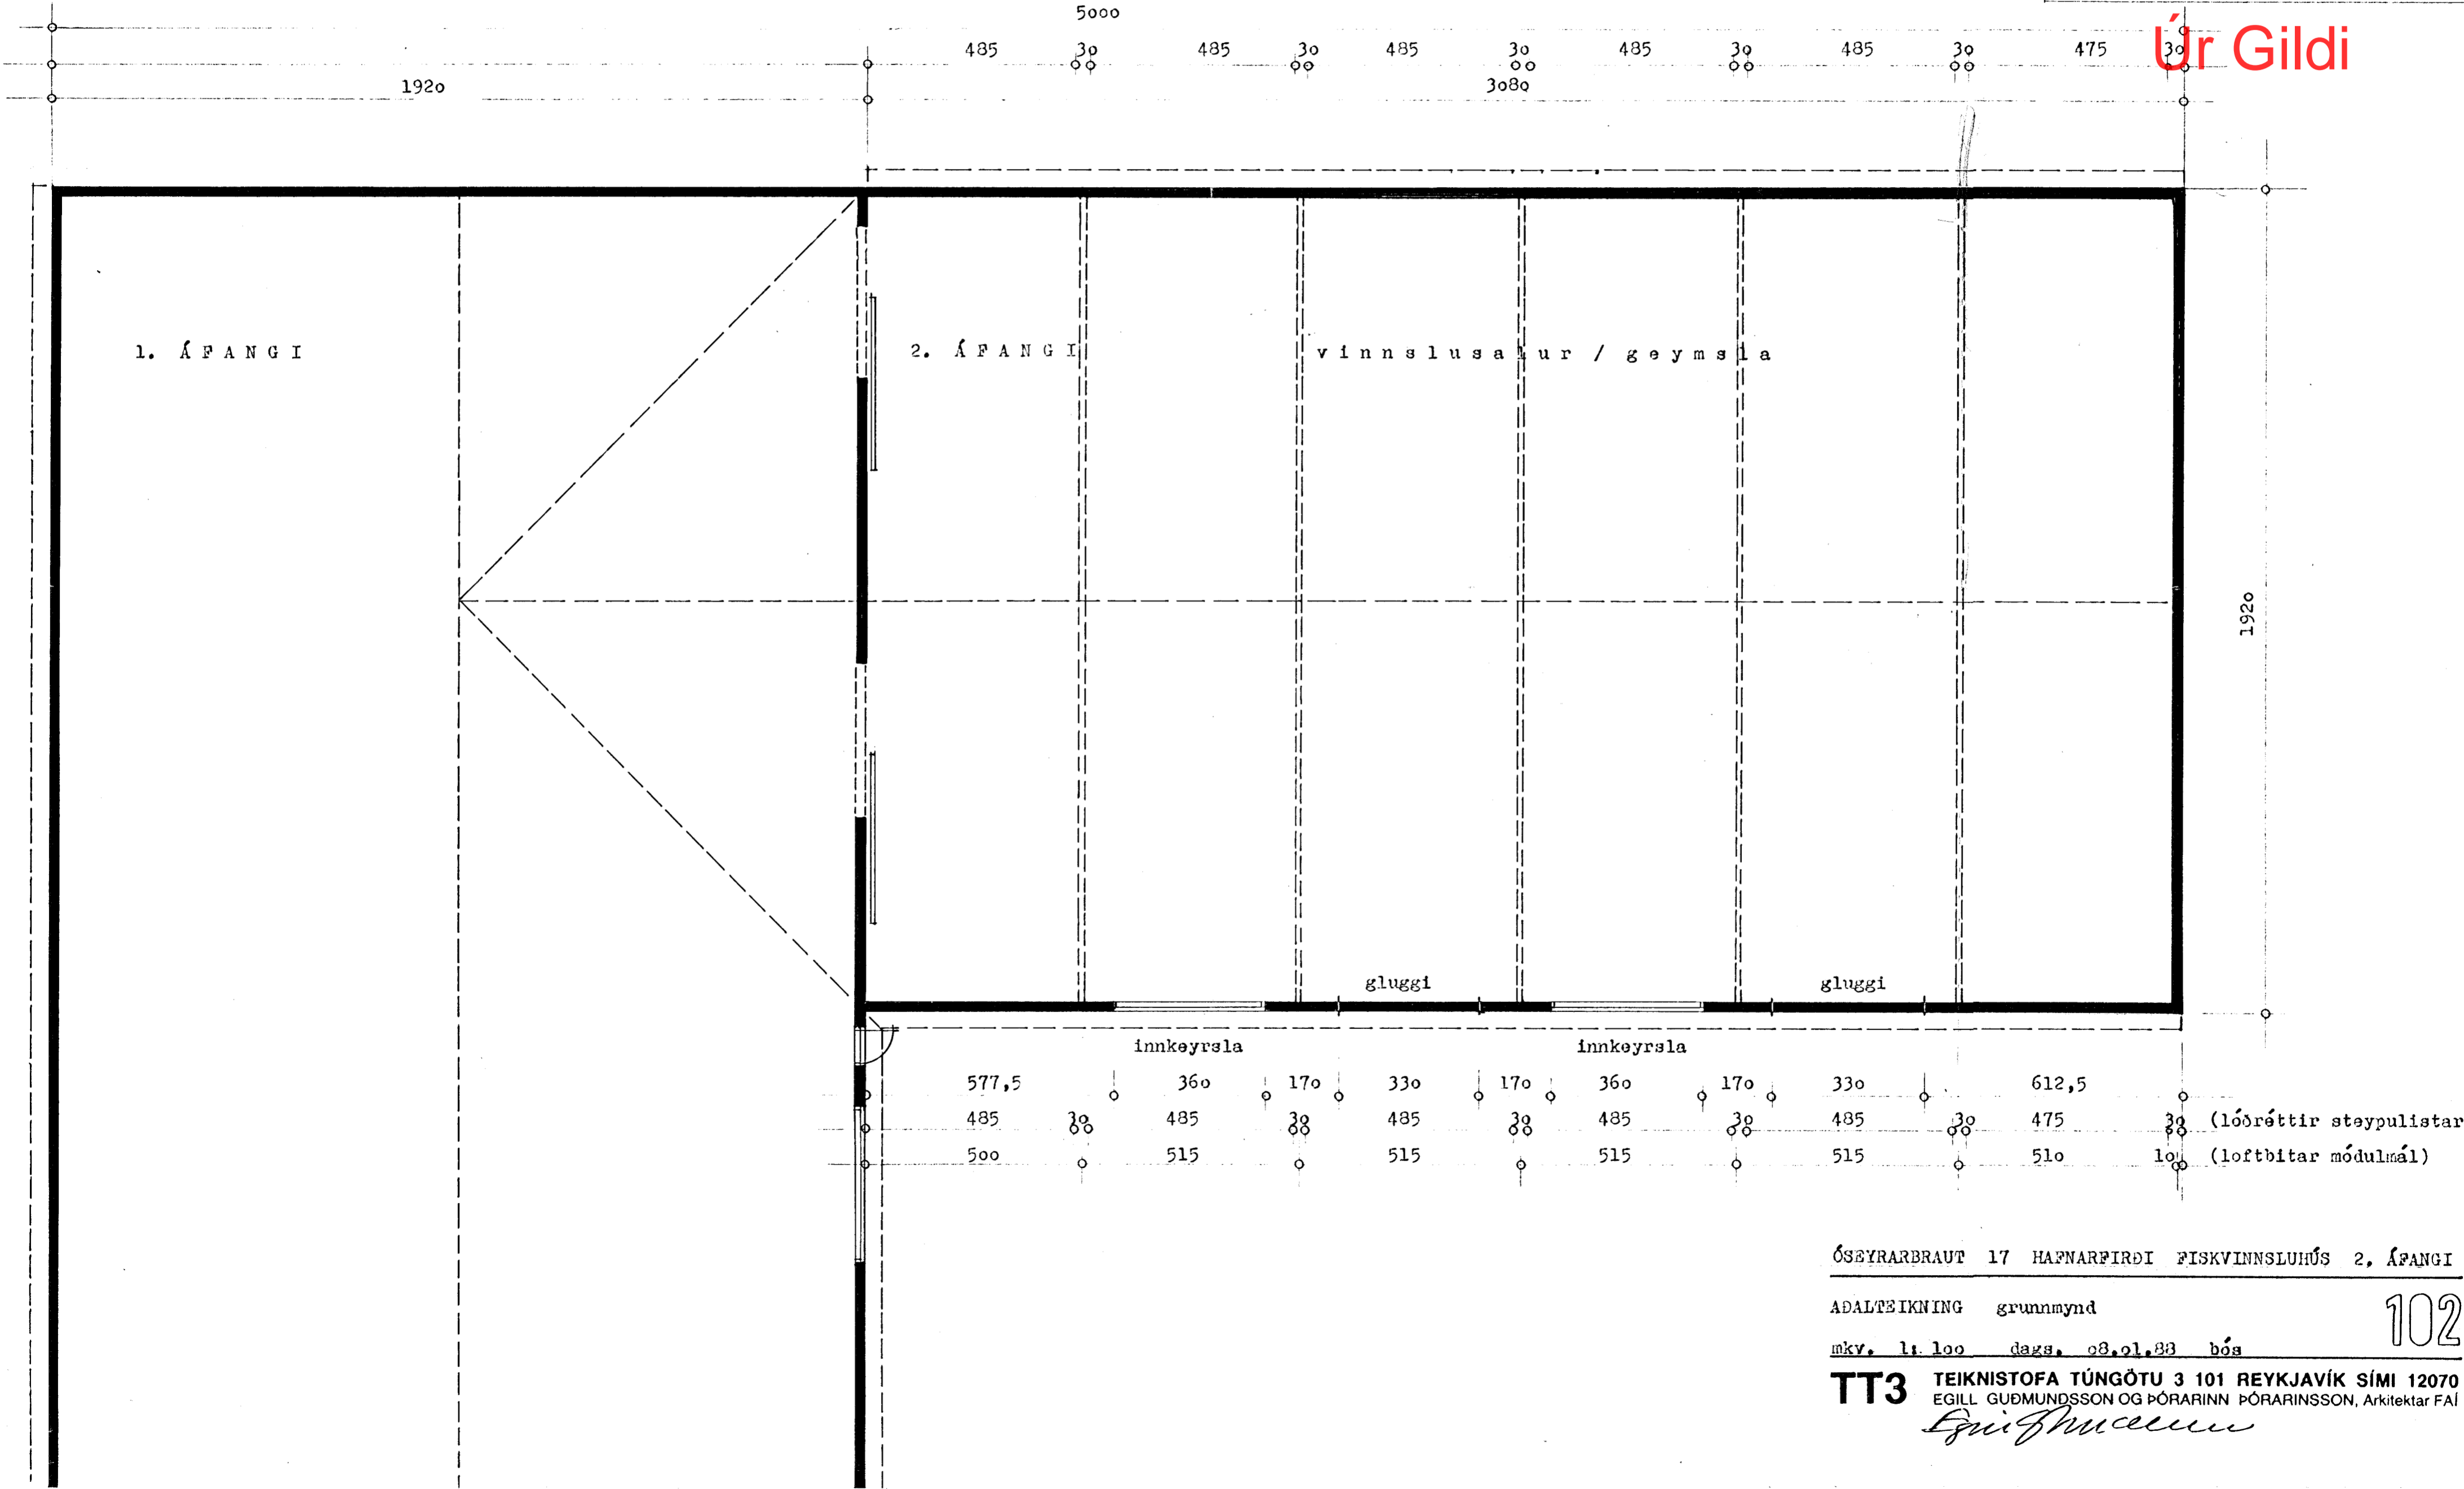 5000
Úr Gildi
485 30 485 30 485 30 485 30 485 30 475 30
1920 3080
1. ÁFANGI 2. ÁFANGI vinnslusalur / geymsla
1920
gluggi gluggi
innkeyrsla innkeyrsla
577,5 360 170 330 170 360 170 330 612,5
485 30 485 30 485 30 485 30 485 30 475 30 (lóðréttir steypulistar
500 515 515 515 515 510 10 (loftbitar módulmál)
ÓSEYRARBRAUT 17 HAFNARFIRÐI FISKVINNSLUHÚS 2. ÁFANGI
AÐALTEIKNING grunnmynd 102
mkv. 1: 100 dags. 08.01.88 bós
TT3 TEIKNISTOFA TÚNGÖTU 3 101 REYKJAVÍK SÍMI 12070
EGILL GUÐMUNDSSON OG ÞÓRARINN ÞÓRARINSSON, Arkitektar FAÍ